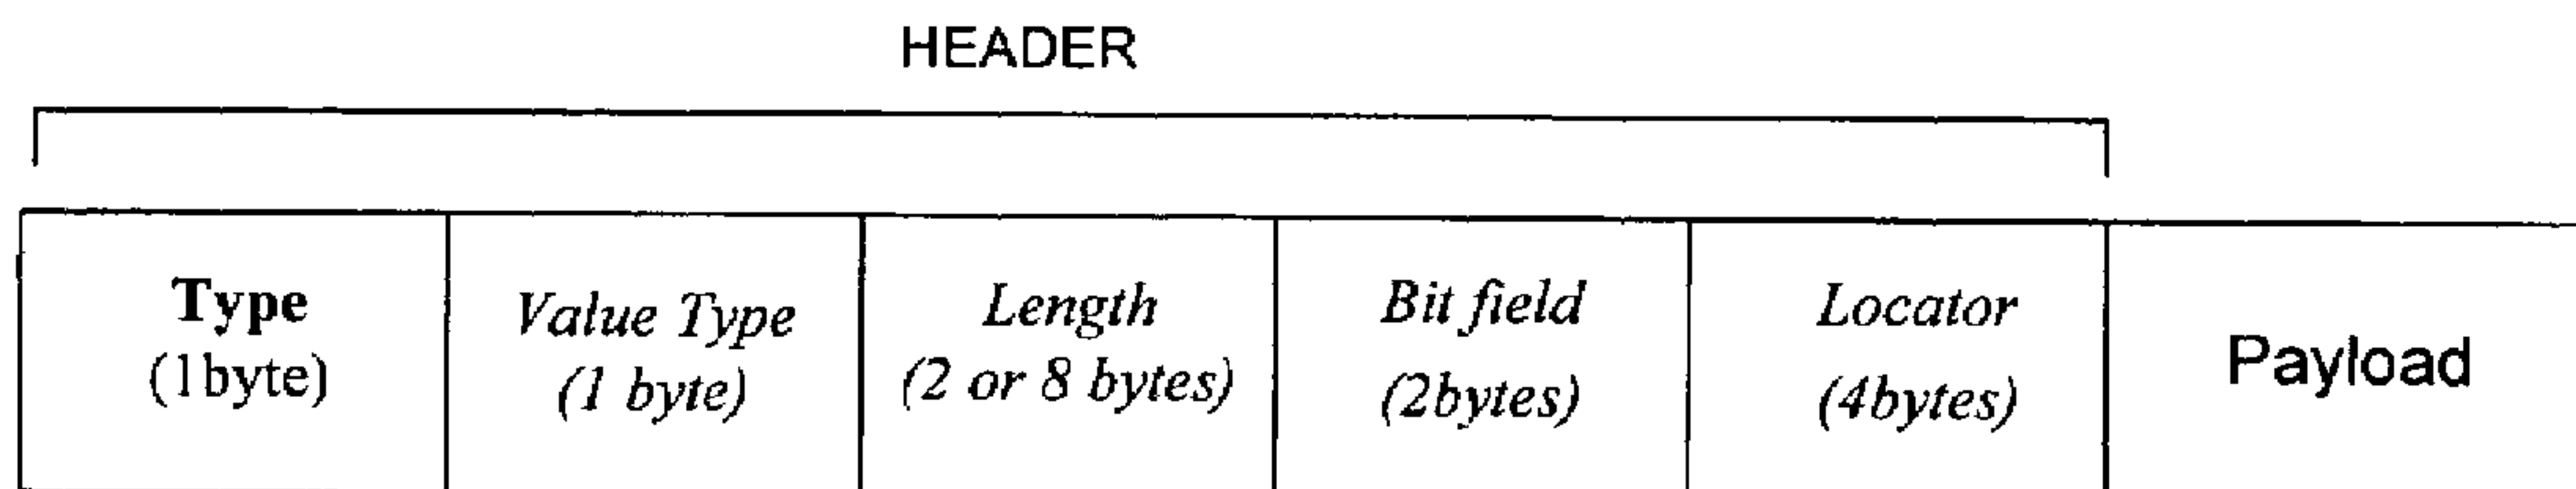 HEADER
Type
(1byte)
Value Type
(1 byte)
Length
(2 or 8 bytes)
Bit field
(2bytes)
Locator
(4bytes)
Payload